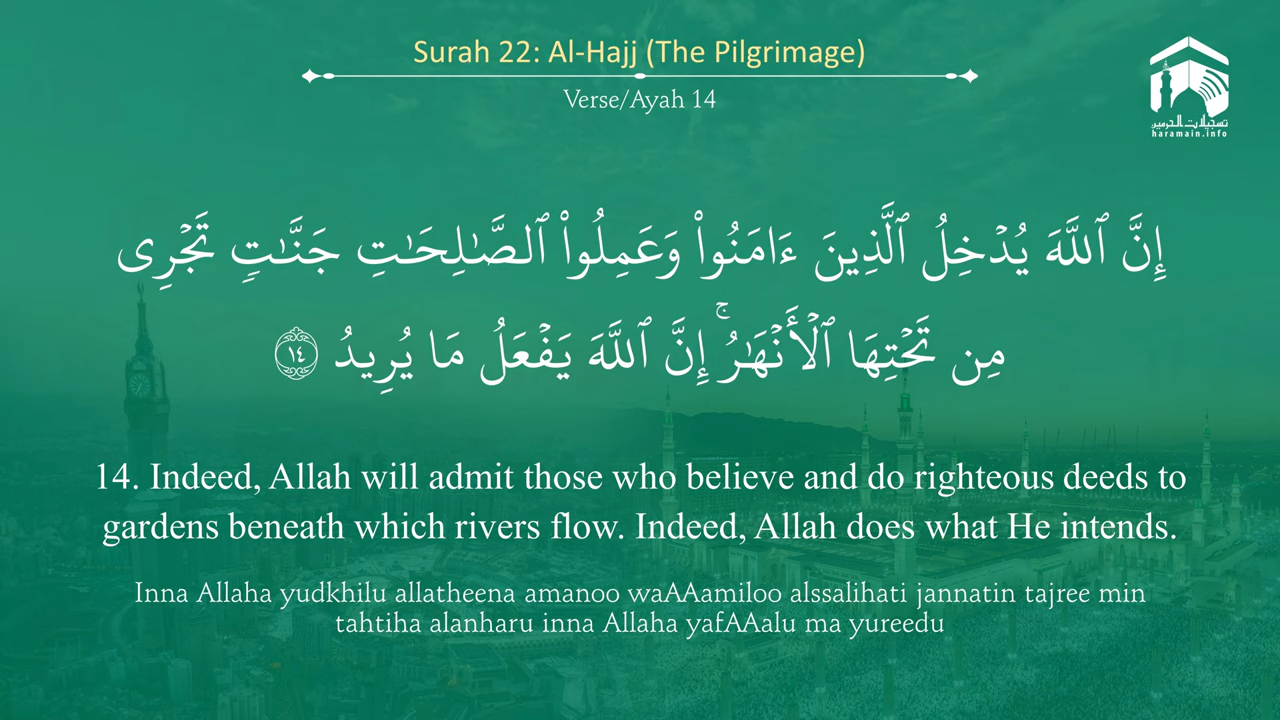 Surah 22: Al-Hajj (The Pilgrimage)
Verse/Ayah 14
تسجيلات الحرمين
haramain.info
إِنَّ ٱللَّهَ يُدْخِلُ ٱلَّذِينَ ءَامَنُوا۟ وَعَمِلُوا۟ ٱلصَّـٰلِحَـٰتِ جَنَّـٰتٍۢ تَجْرِى
مِن تَحْتِهَا ٱلْأَنْهَـٰرُ ۚ إِنَّ ٱللَّهَ يَفْعَلُ مَا يُرِيدُ ١٤
14. Indeed, Allah will admit those who believe and do righteous deeds to
gardens beneath which rivers flow. Indeed, Allah does what He intends.
Inna Allaha yudkhilu allatheena amanoo waAAamiloo alssalihati jannatin tajree min
tahtiha alanharu inna Allaha yafAAalu ma yureedu